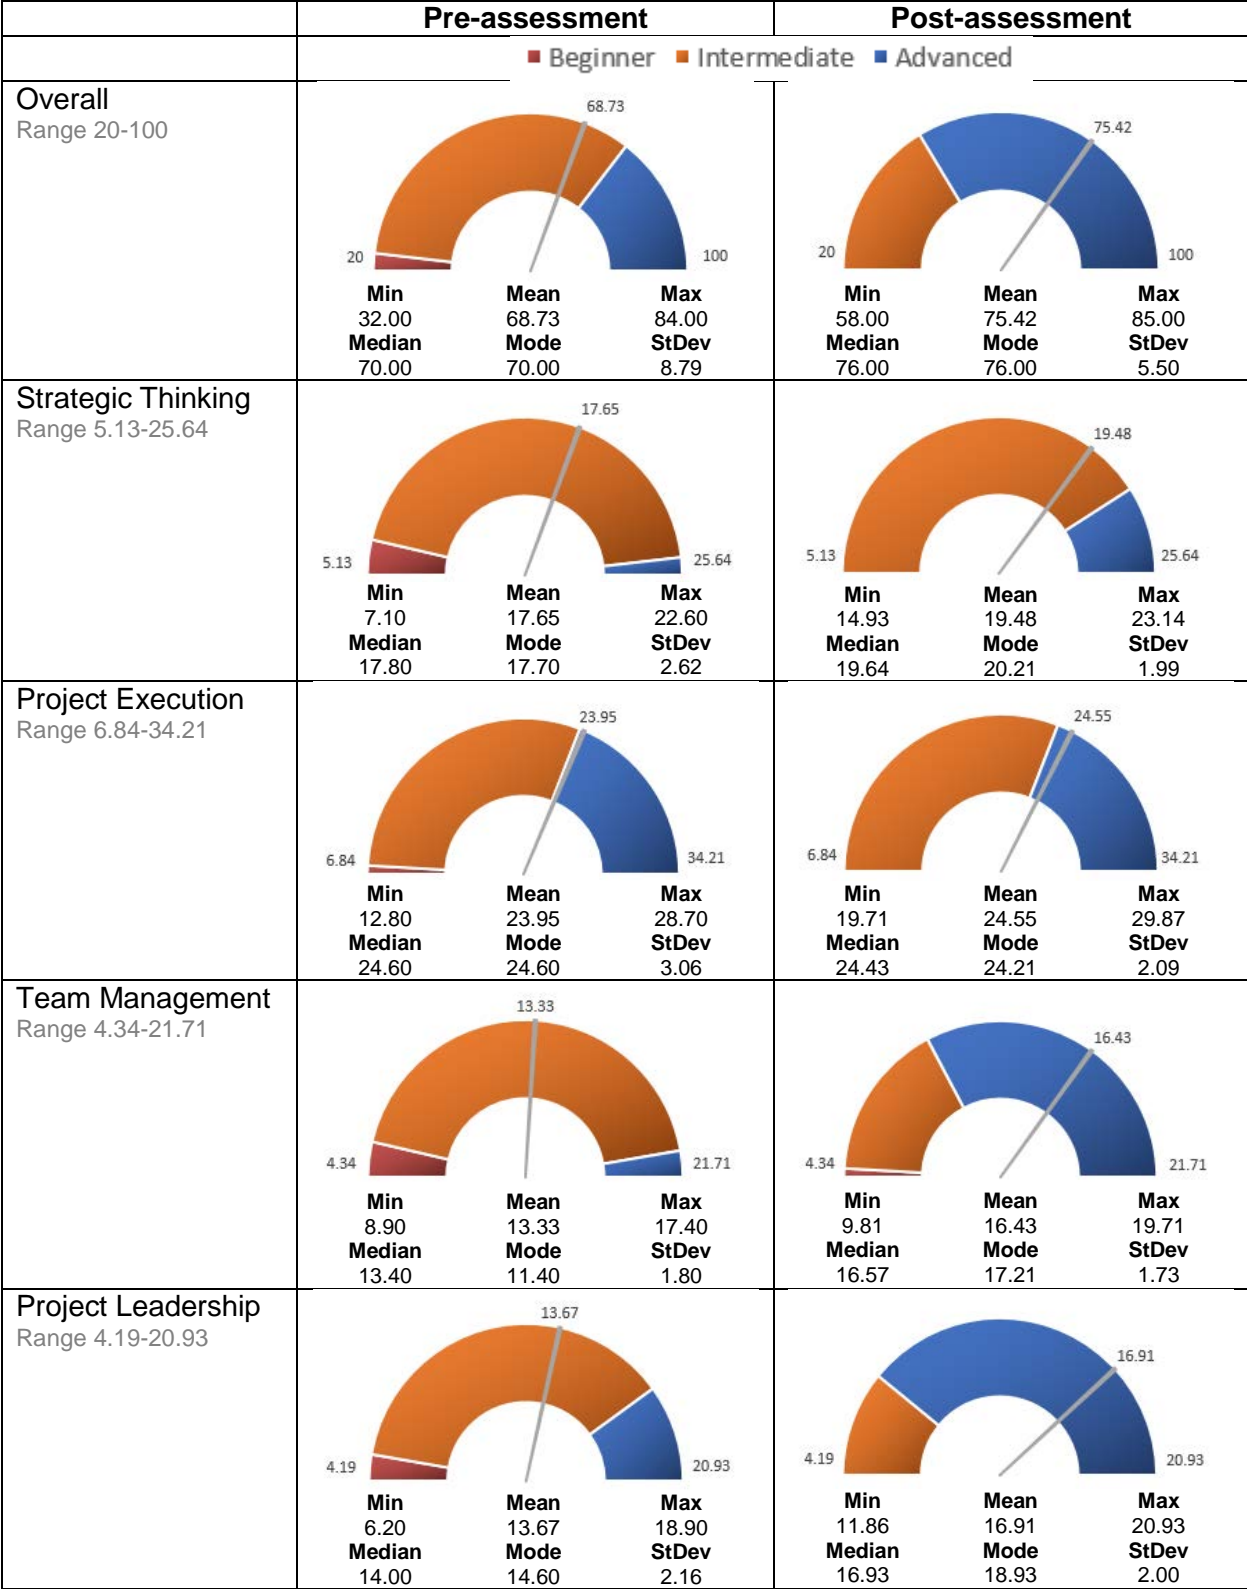 Pre-assessment Post-assessment
Beginner Intermediate Advanced
Overall
Range 20-100
68.73
20 100
Min Mean Max
32.00 68.73 84.00
Median Mode StDev
70.00 70.00 8.79
75.42
20 100
Min Mean Max
58.00 75.42 85.00
Median Mode StDev
76.00 76.00 5.50
Strategic Thinking
Range 5.13-25.64
17.65
5.13 25.64
Min Mean Max
7.10 17.65 22.60
Median Mode StDev
17.80 17.70 2.62
19.48
5.13 25.64
Min Mean Max
14.93 19.48 23.14
Median Mode StDev
19.64 20.21 1.99
Project Execution
Range 6.84-34.21
23.95
6.84 34.21
Min Mean Max
12.80 23.95 28.70
Median Mode StDev
24.60 24.60 3.06
24.55
6.84 34.21
Min Mean Max
19.71 24.55 29.87
Median Mode StDev
24.43 24.21 2.09
Team Management
Range 4.34-21.71
13.33
4.34 21.71
Min Mean Max
8.90 13.33 17.40
Median Mode StDev
13.40 11.40 1.80
16.43
4.34 21.71
Min Mean Max
9.81 16.43 19.71
Median Mode StDev
16.57 17.21 1.73
Project Leadership
Range 4.19-20.93
13.67
4.19 20.93
Min Mean Max
6.20 13.67 18.90
Median Mode StDev
14.00 14.60 2.16
16.91
4.19 20.93
Min Mean Max
11.86 16.91 20.93
Median Mode StDev
16.93 18.93 2.00